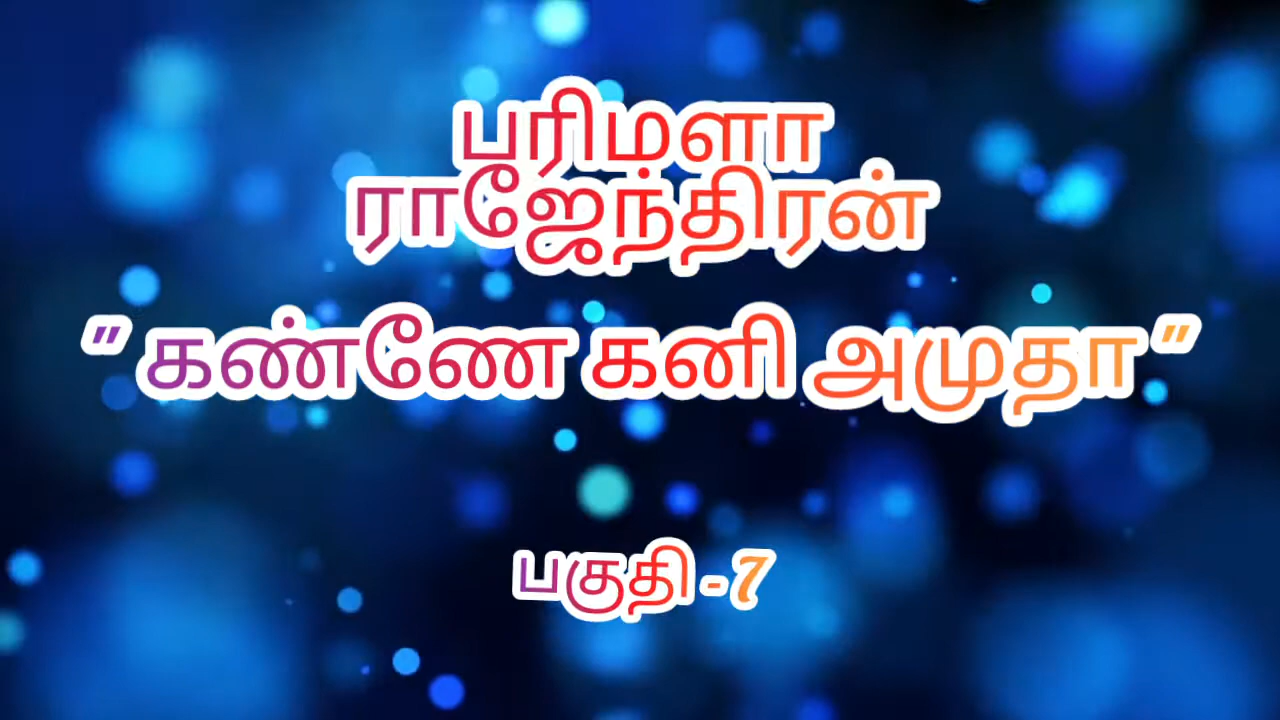 பரிமளா
ராஜேந்திரன்
" கண்ணே கனி அமுதா "
பகுதி - 7